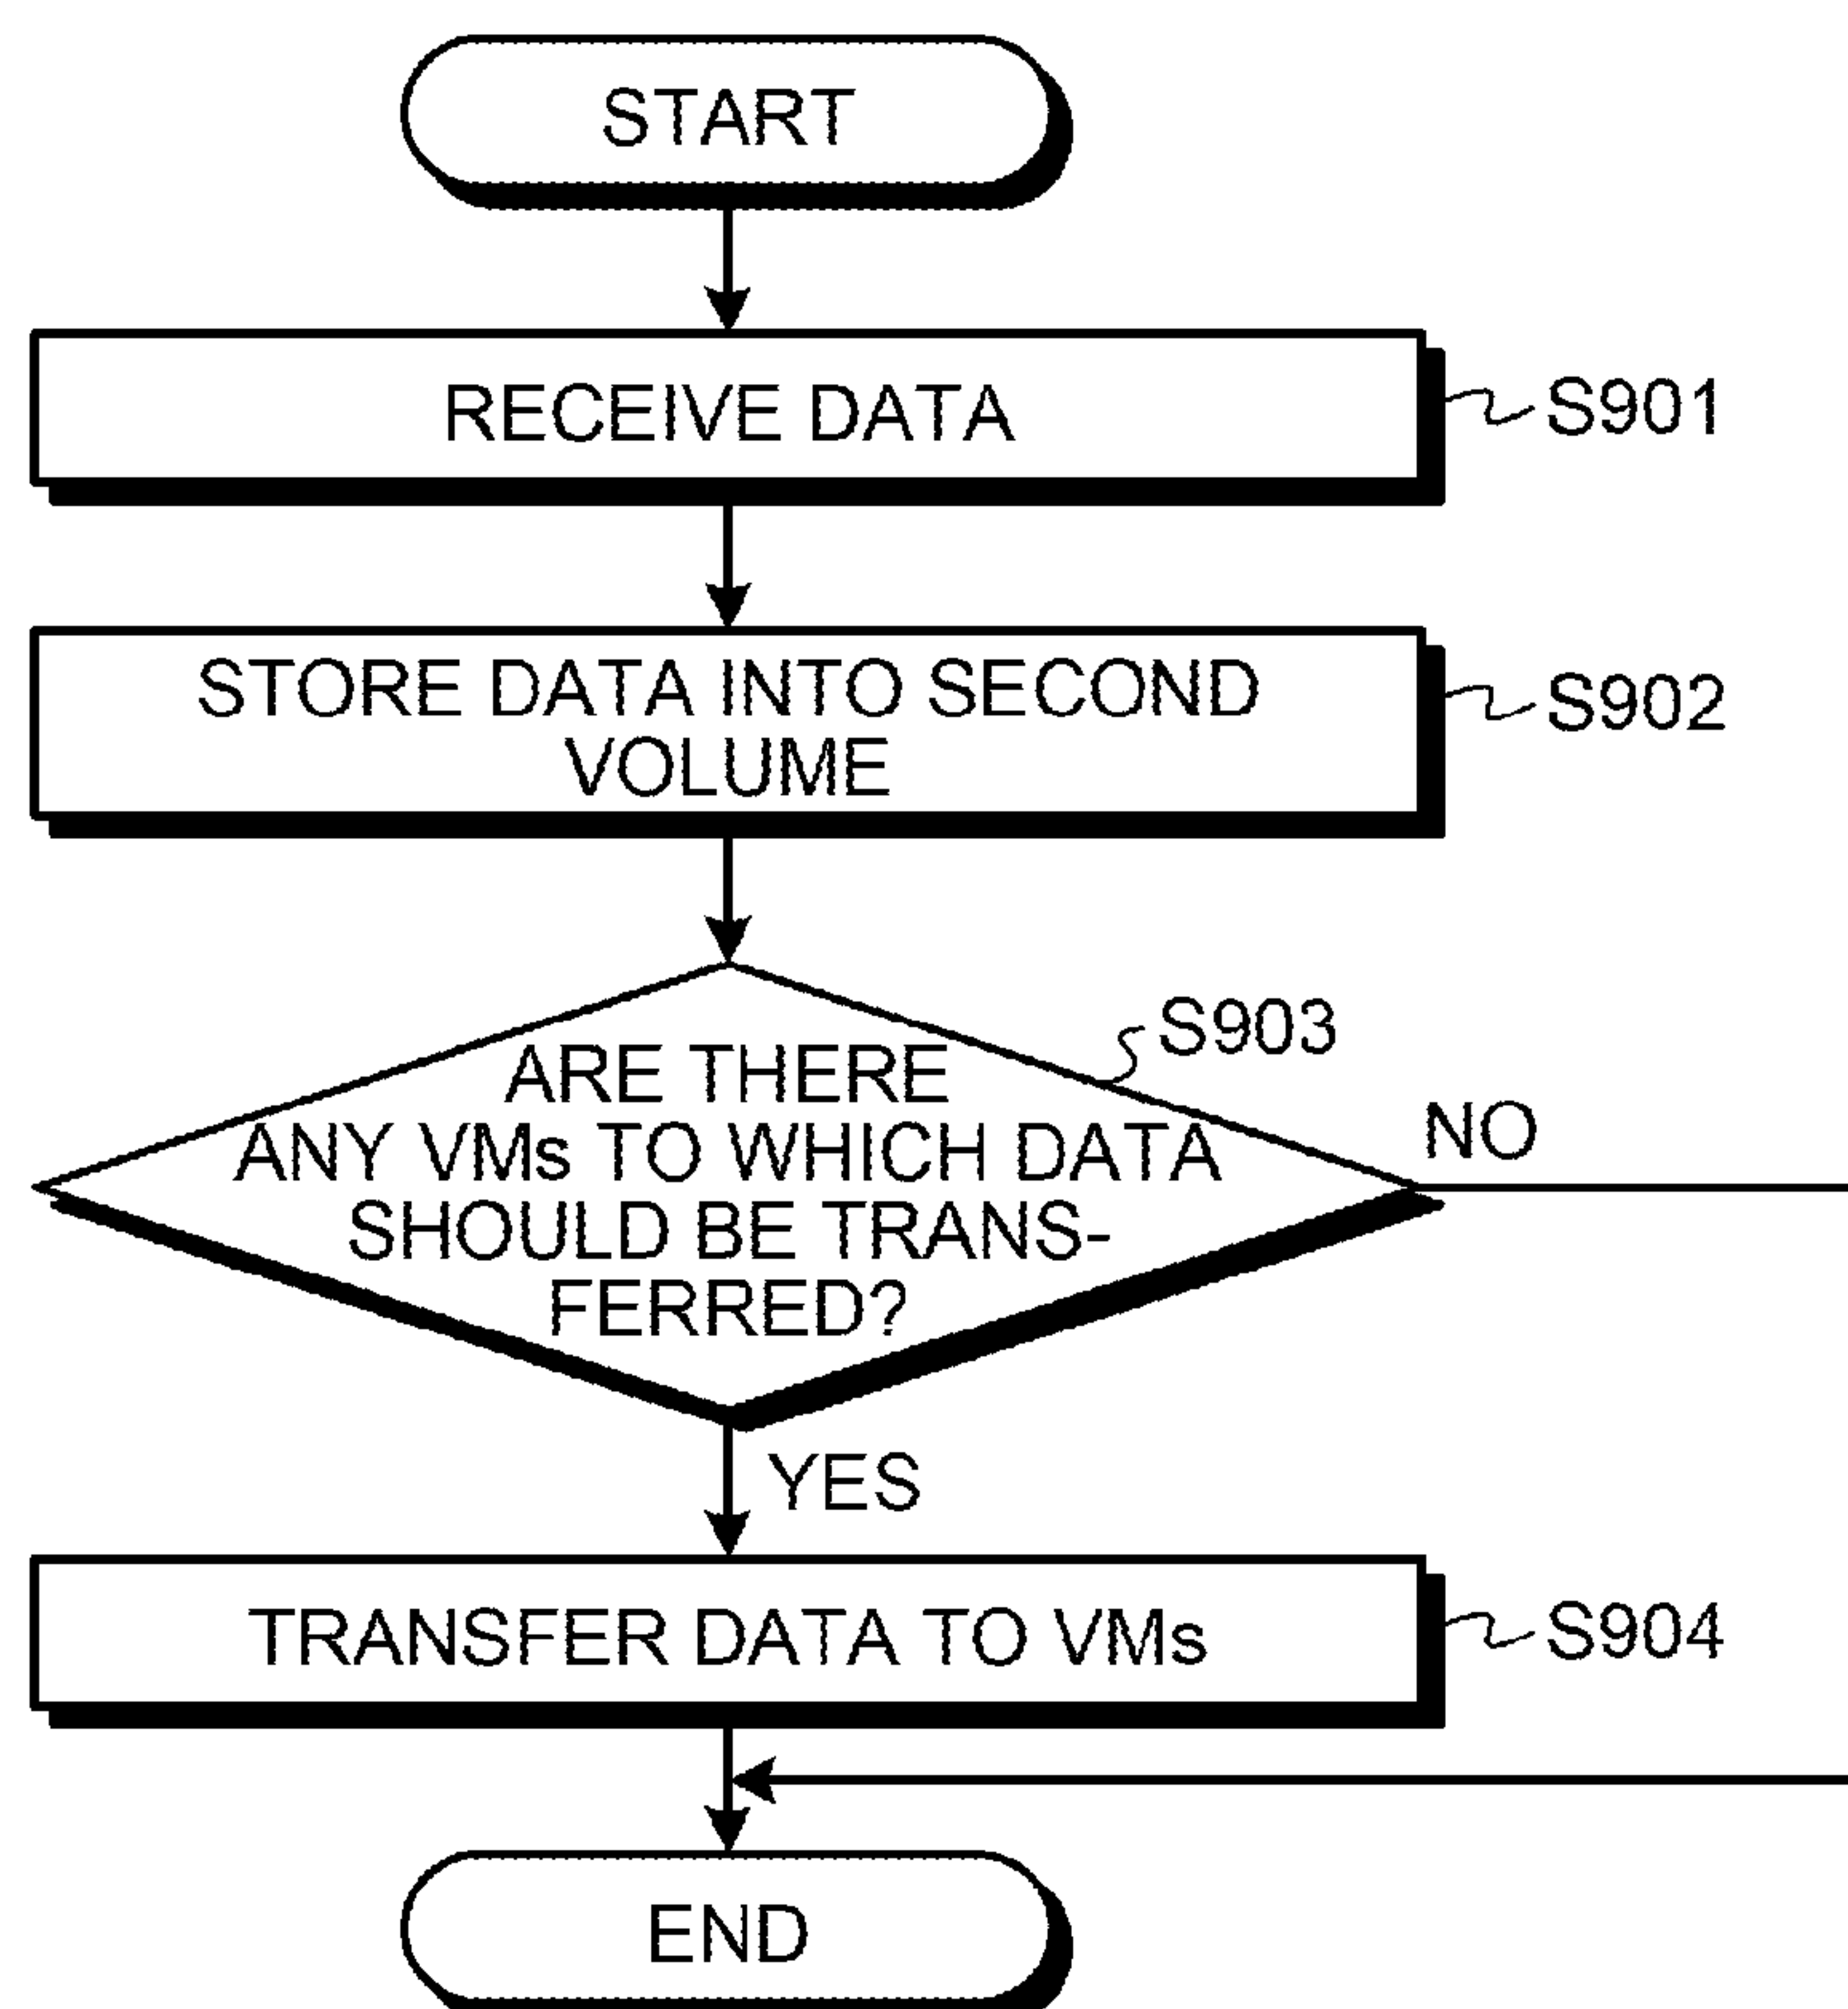 START
RECEIVE DATA
S901
STORE DATA INTO SECOND
VOLUME
S902
S903
ARE THERE
ANY VMs TO WHICH DATA
SHOULD BE TRANS-
FERRED?
NO
YES
TRANSFER DATA TO VMs
S904
END